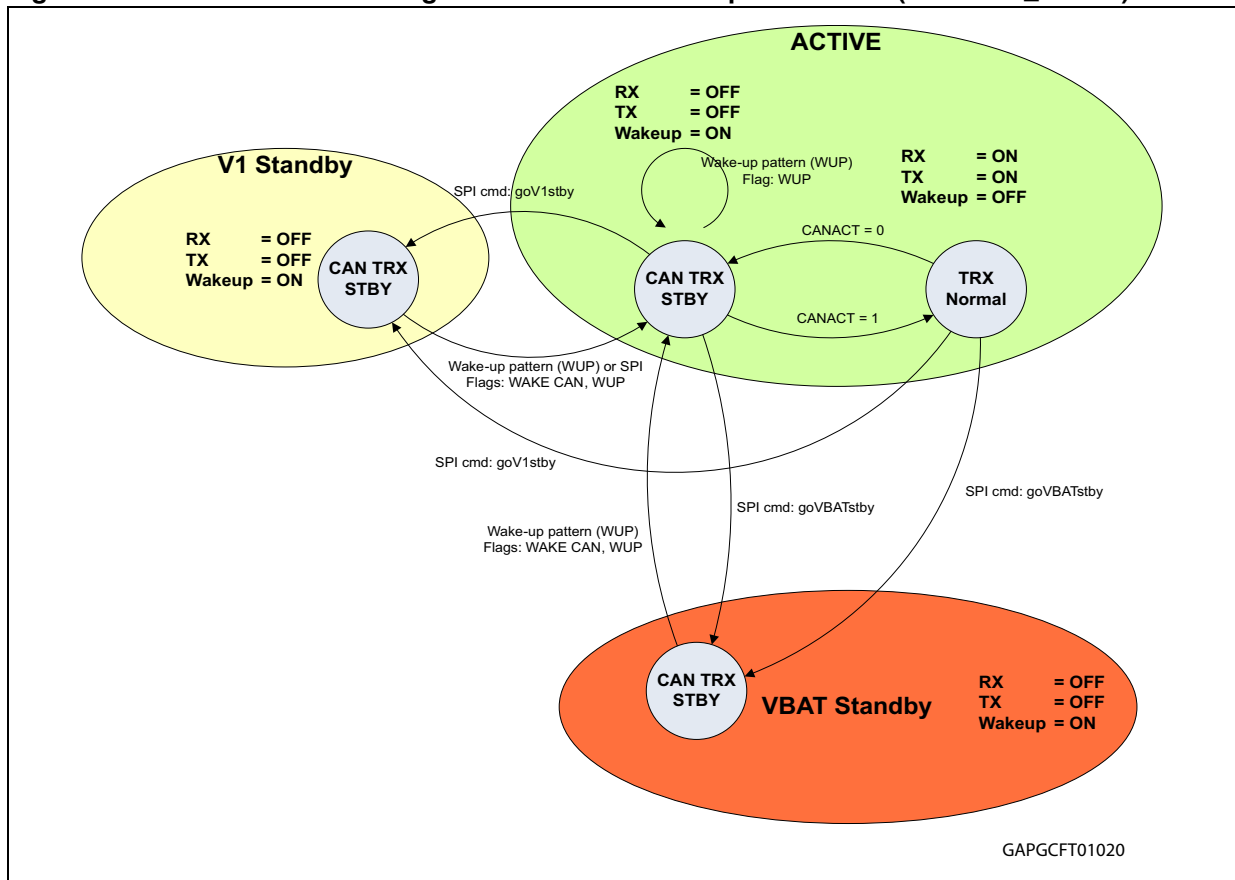 ACTIVE
RX = OFF
TX = OFF
Wakeup = ON
Wake-up pattern (WUP)
Flag: WUP
RX = ON
TX = ON
Wakeup = OFF
V1 Standby
SPI cmd: goV1stby
RX = OFF
TX = OFF
Wakeup = ON
CAN TRX
STBY
CAN TRX
STBY
CANACT = 0
TRX
Normal
CANACT = 1
Wake-up pattern (WUP) or SPI
Flags: WAKE CAN, WUP
SPI cmd: goV1stby
SPI cmd: goVBATstby
SPI cmd: goVBATstby
Wake-up pattern (WUP)
Flags: WAKE CAN, WUP
CAN TRX
STBY
VBAT Standby
RX = OFF
TX = OFF
Wakeup = ON
GAPGCFT01020